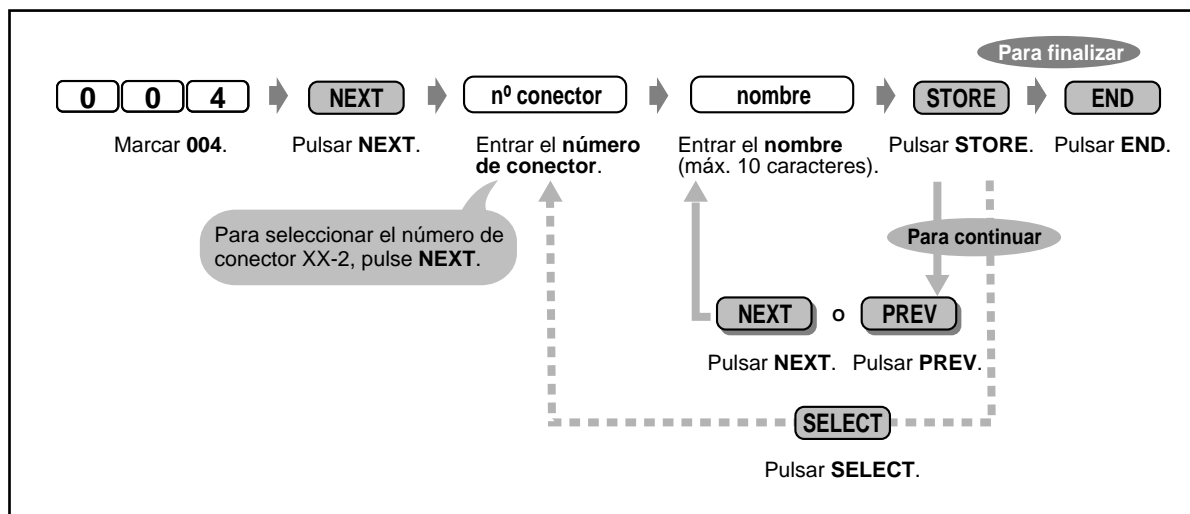 Para finalizar
0 0 4 NEXT nº conector nombre STORE END
Marcar 004. Pulsar NEXT. Entrar el número Entrar el nombre Pulsar STORE. Pulsar END.
de conector. (máx. 10 caracteres).
Para seleccionar el número de
conector XX-2, pulse NEXT.
Para continuar
NEXT o PREV
Pulsar NEXT. Pulsar PREV.
SELECT
Pulsar SELECT.